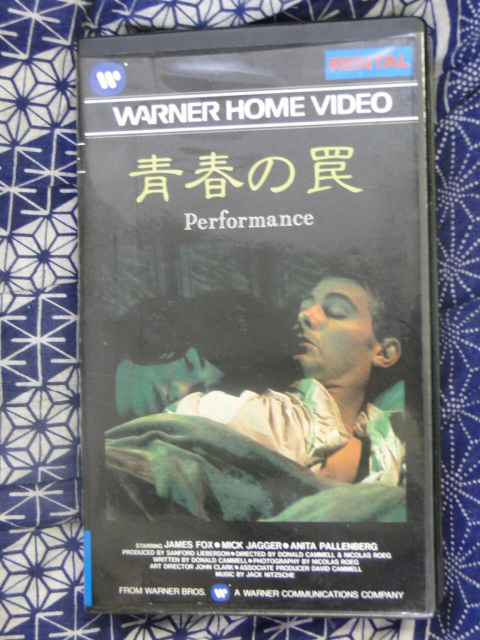 RENTAL
WARNER HOME VIDEO
青春の罠
Performance
STARRING JAMES FOX●MICK JAGGER●ANITA PALLENBERG
PRODUCED BY SANFORD LIEBERSON●DIRECTED BY DONALD CAMMELL & NICOLAS ROEG
WRITTEN BY DONALD CAMMELL●PHOTOGRAPHY BY NICOLAS ROEG
ART DIRECTOR JOHN CLARK●ASSOCIATE PRODUCER DAVID CAMMELL
MUSIC BY JACK NITZSCHE
FROM WARNER BROS. A WARNER COMMUNICATIONS COMPANY